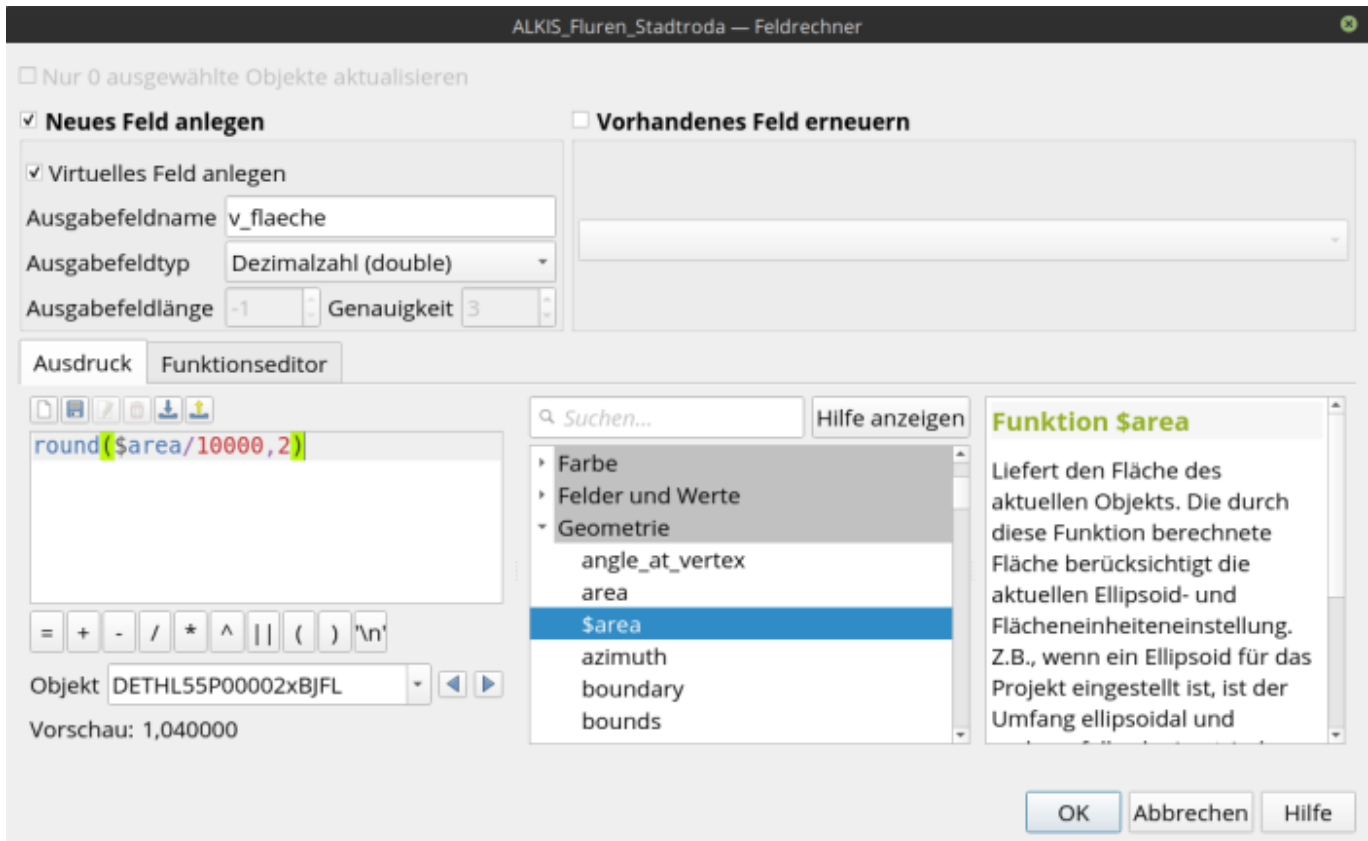 ALKIS_Fluren_Stadtroda — Feldrechner
Nur 0 ausgewählte Objekte aktualisieren
Neues Feld anlegen
Vorhandenes Feld erneuern
Virtuelles Feld anlegen
Ausgabefeldname v_flaeche
Ausgabefeldtyp Dezimalzahl (double)
Ausgabefeldlänge -1 Genauigkeit 3
Ausdruck Funktionseditor
round($area/10000,2)
= + - / * ^ || ( ) '\n'
Objekt DETHL55P00002xBJFL
Vorschau: 1,040000
Suchen... Hilfe anzeigen
Farbe
Felder und Werte
Geometrie
angle_at_vertex
area
$area
azimuth
boundary
bounds
Funktion $area
Liefert den Fläche des
aktuellen Objekts. Die durch
diese Funktion berechnete
Fläche berücksichtigt die
aktuellen Ellipsoid- und
Flächeneinheiteneinstellung.
Z.B., wenn ein Ellipsoid für das
Projekt eingestellt ist, ist der
Umfang ellipsoidal und
OK Abbrechen Hilfe